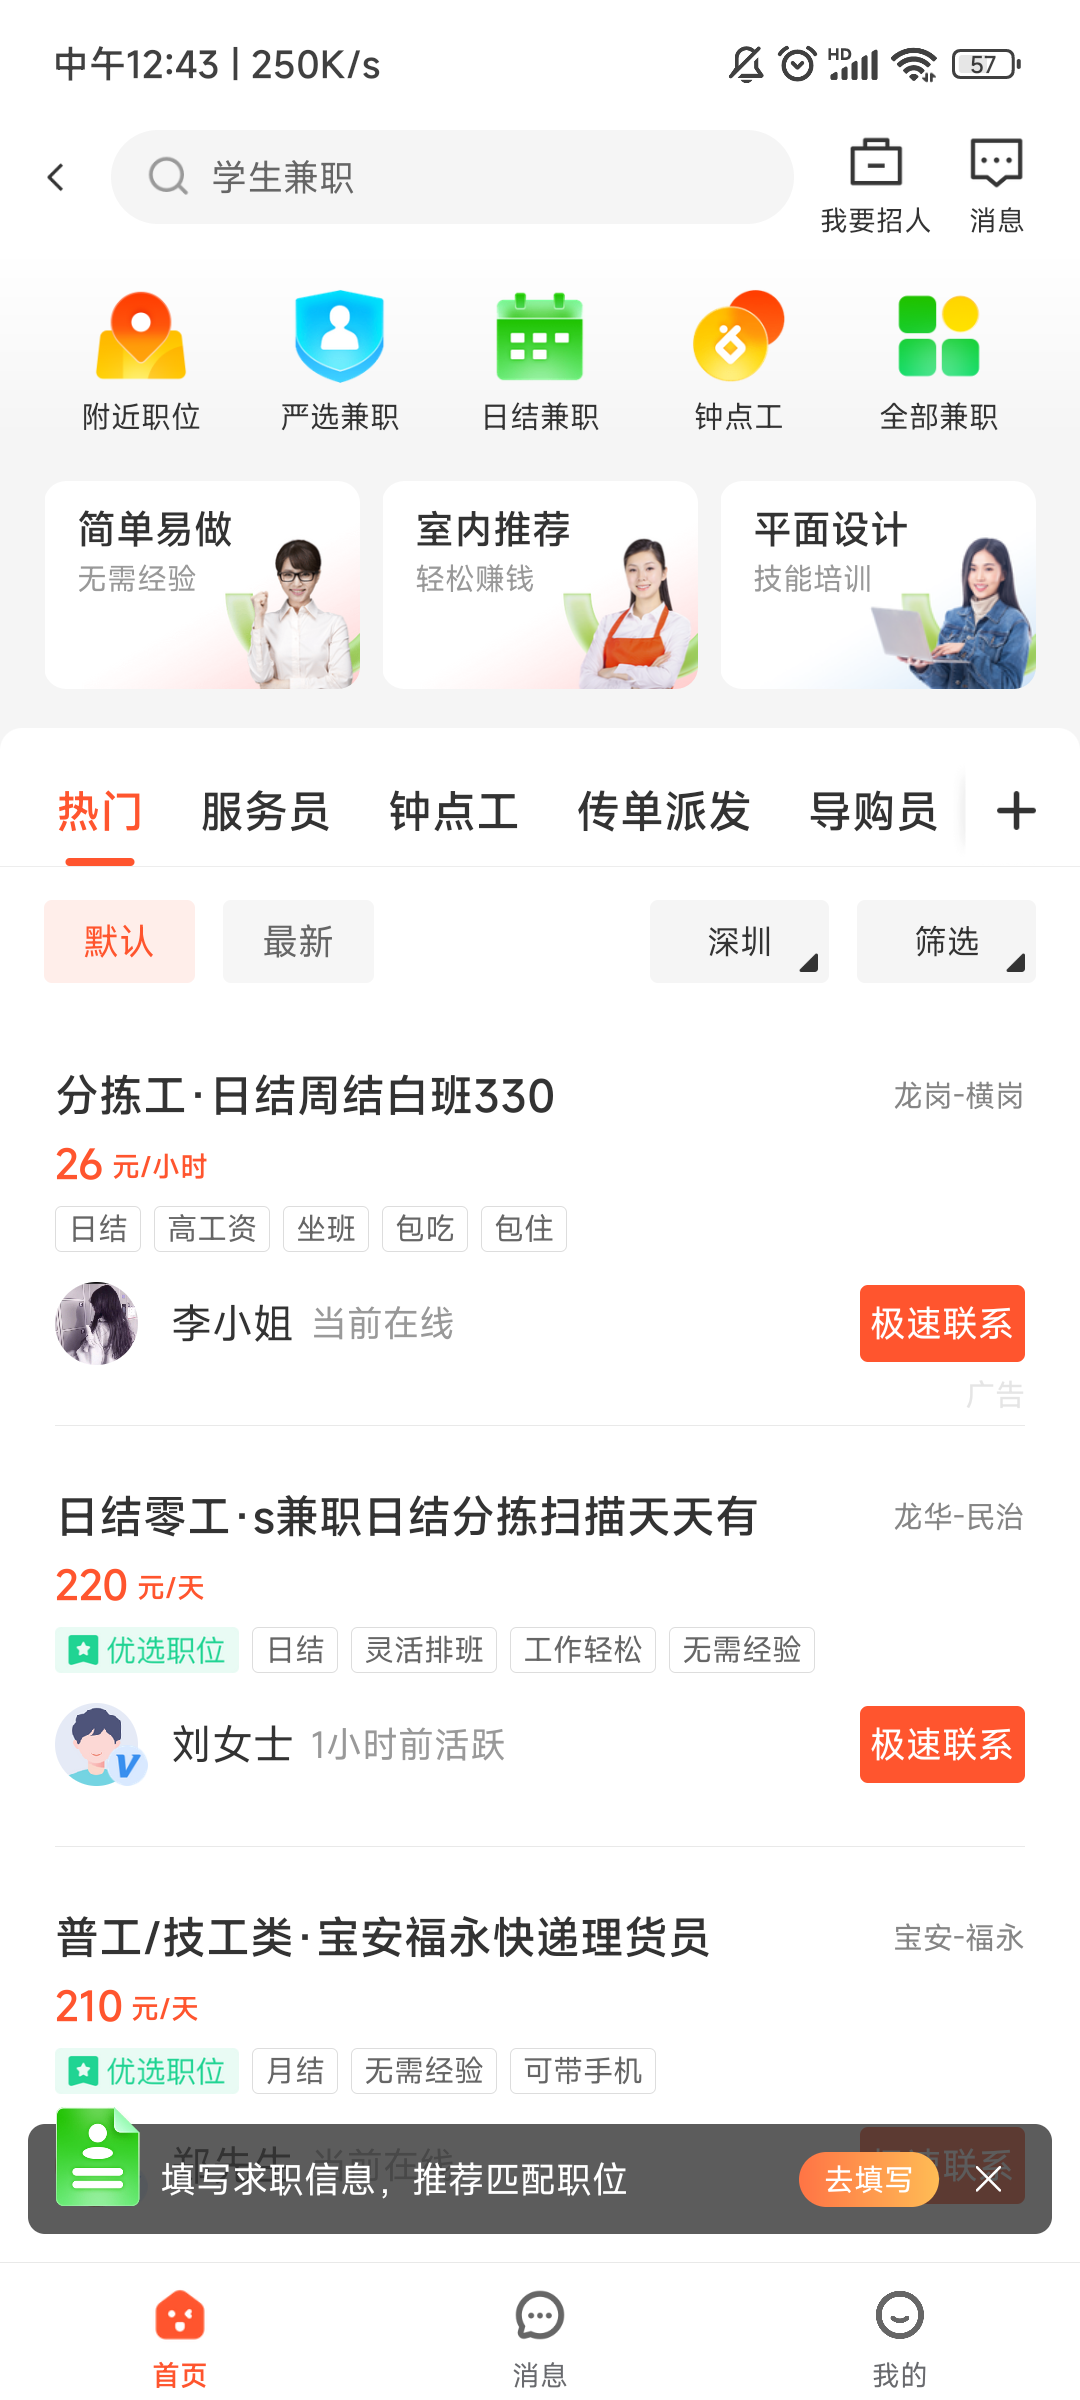 中午12:43 | 250K/s
HD
57
学生兼职
我要招人
消息
附近职位
严选兼职
日结兼职
钟点工
全部兼职
简单易做
无需经验
室内推荐
轻松赚钱
平面设计
技能培训
热门
服务员
钟点工
传单派发
导购员
默认
最新
深圳
筛选
分拣工·日结周结白班330
龙岗-横岗
26 元/小时
日结
高工资
坐班
包吃
包住
李小姐 当前在线
极速联系
广告
日结零工·s兼职日结分拣扫描天天有
龙华-民治
220 元/天
优选职位
日结
灵活排班
工作轻松
无需经验
刘女士 1小时前活跃
极速联系
普工/技工类·宝安福永快递理货员
宝安-福永
210 元/天
优选职位
月结
无需经验
可带手机
郑先生 当前在线
极速联系
填写求职信息，推荐匹配职位
去填写
首页
消息
我的